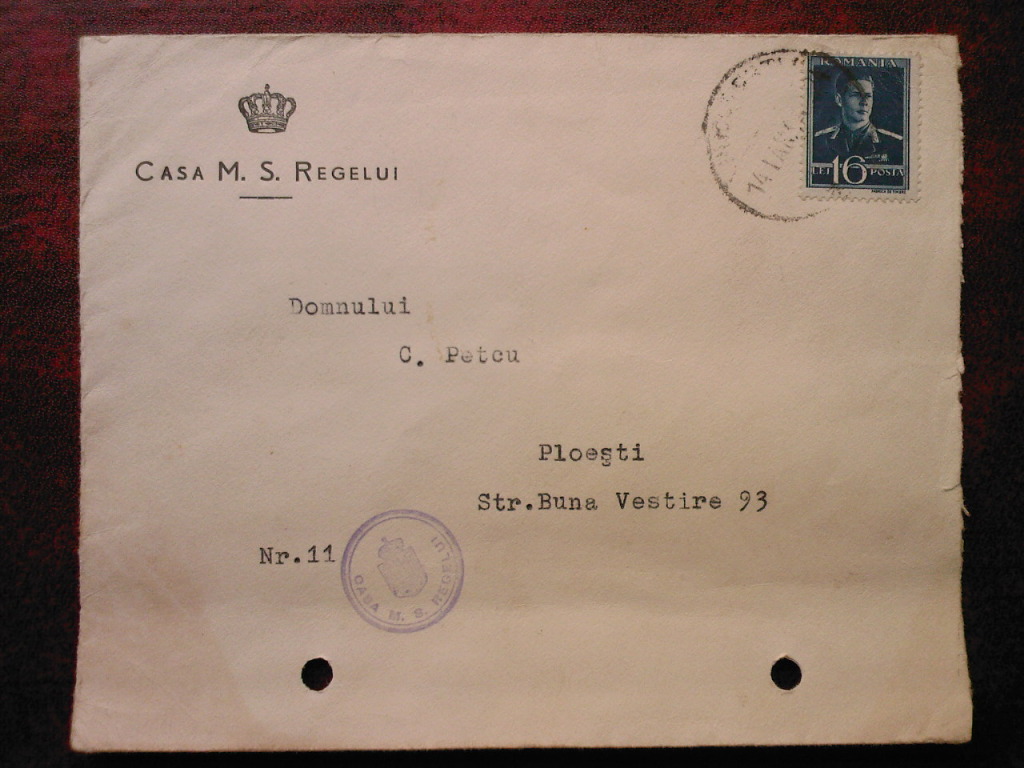 CASA M. S. REGELUI
ROMANIA
LEI 16 POSTA
Domnului
C. Petcu
Ploeşti
Str.Buna Vestire 93
Nr.11
CASA M. S. REGELUI